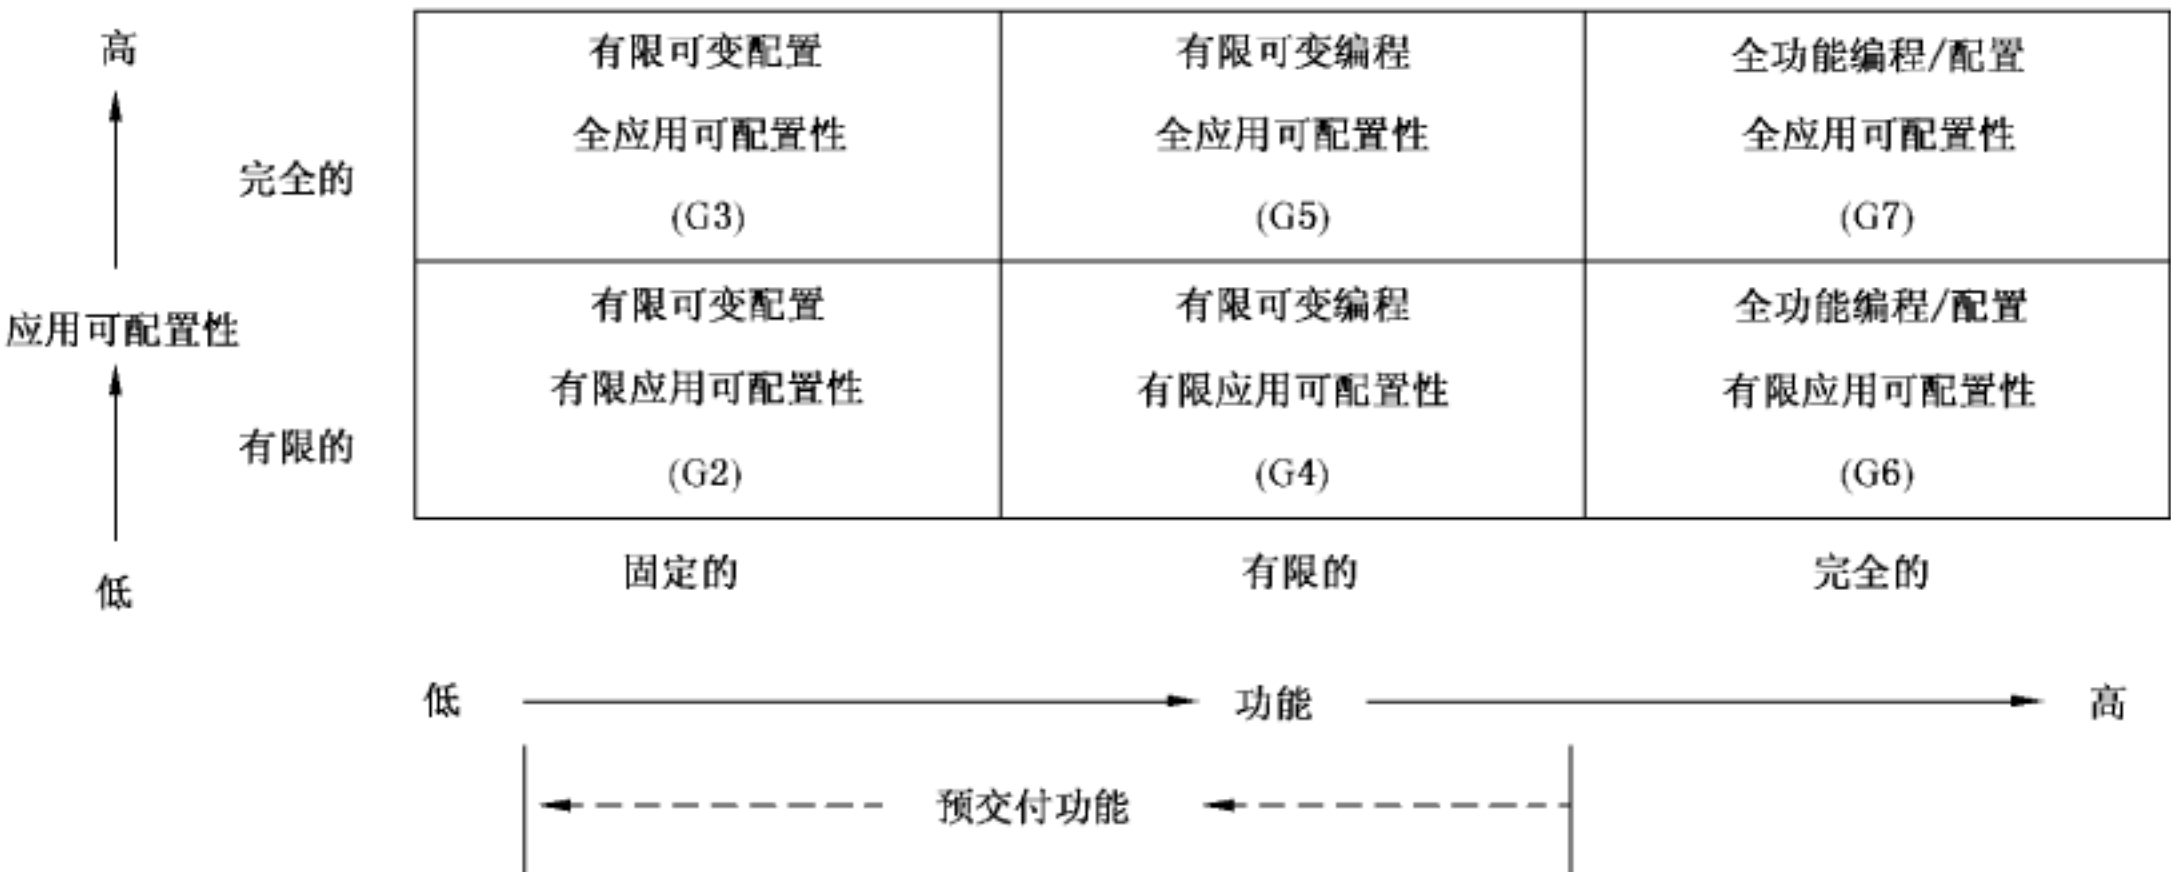 高
有限可变配置
有限可变编程
全功能编程/配置
全应用可配置性
全应用可配置性
全应用可配置性
完全的
(G3)
(G5)
(G7)
应用可配置性
有限可变配置
有限可变编程
全功能编程/配置
有限应用可配置性
有限应用可配置性
有限应用可配置性
有限的
(G2)
(G4)
(G6)
低
固定的
有限的
完全的
低
功能
高
预交付功能